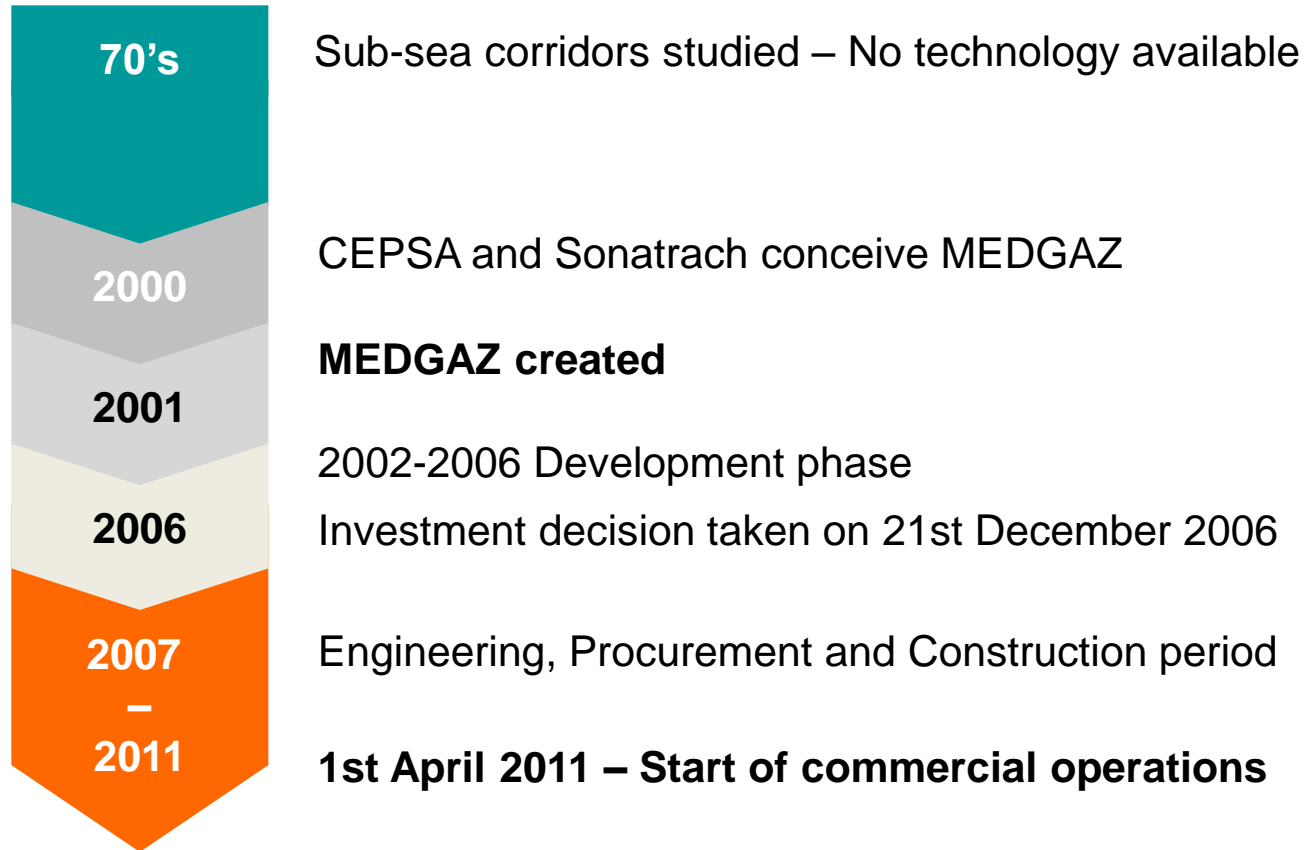 70’s
Sub-sea corridors studied – No technology available
2000
CEPSA and Sonatrach conceive MEDGAZ
2001
MEDGAZ created
2002-2006 Development phase
2006
Investment decision taken on 21st December 2006
2007
–
2011
Engineering, Procurement and Construction period
1st April 2011 – Start of commercial operations